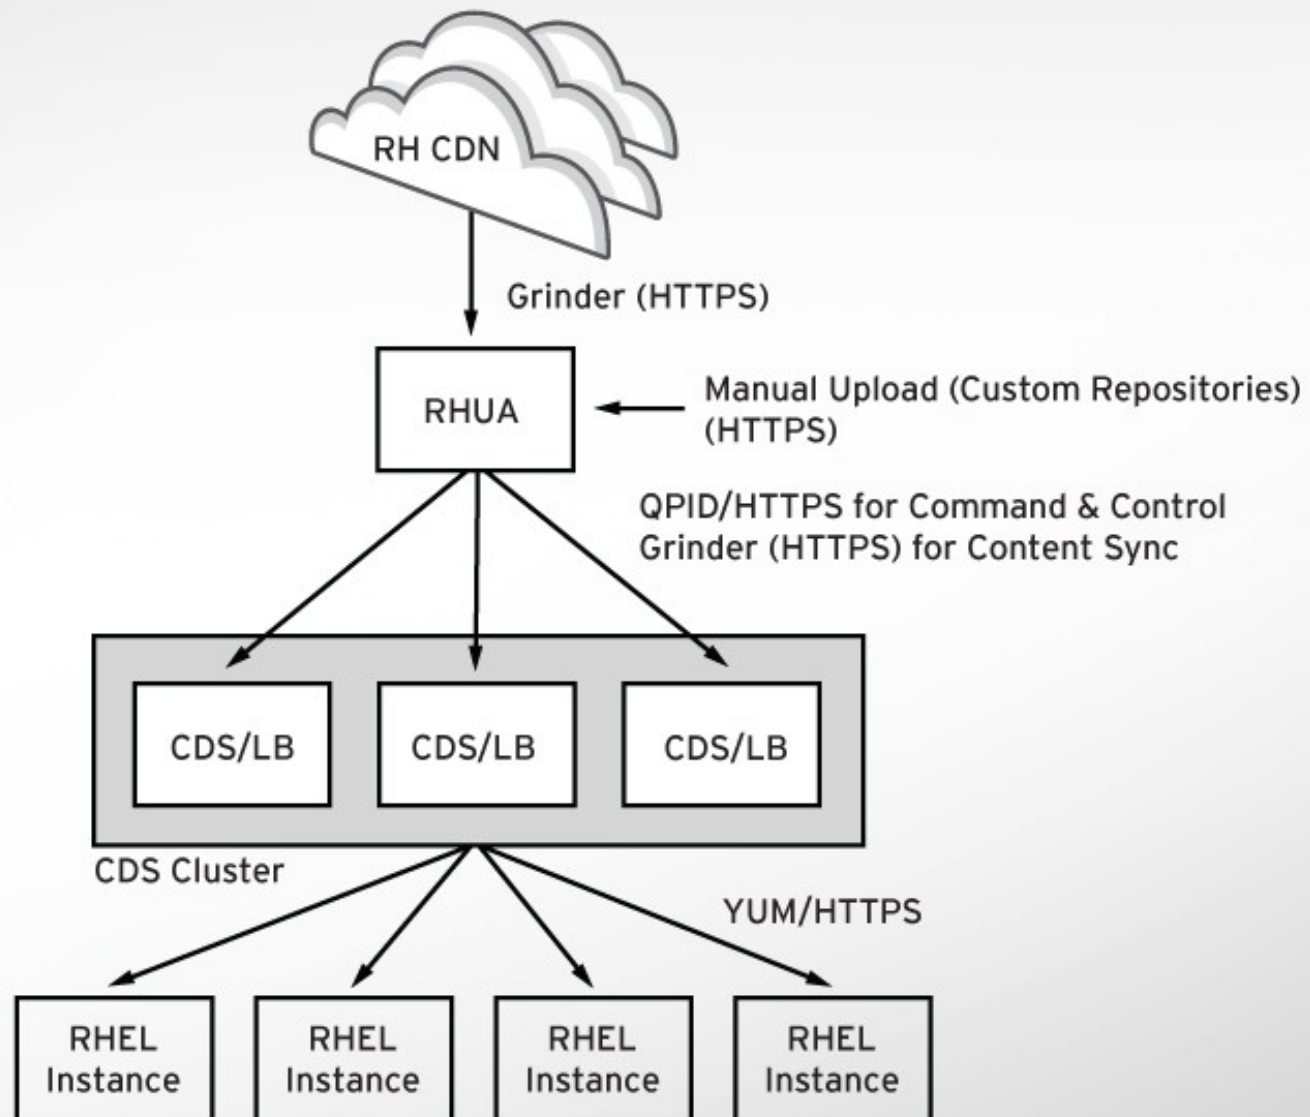 RH CDN
Grinder (HTTPS)
RHUA
Manual Upload (Custom Repositories)
(HTTPS)
QPID/HTTPS for Command & Control
Grinder (HTTPS) for Content Sync
CDS/LB
CDS/LB
CDS/LB
CDS Cluster
YUM/HTTPS
RHEL
Instance
RHEL
Instance
RHEL
Instance
RHEL
Instance